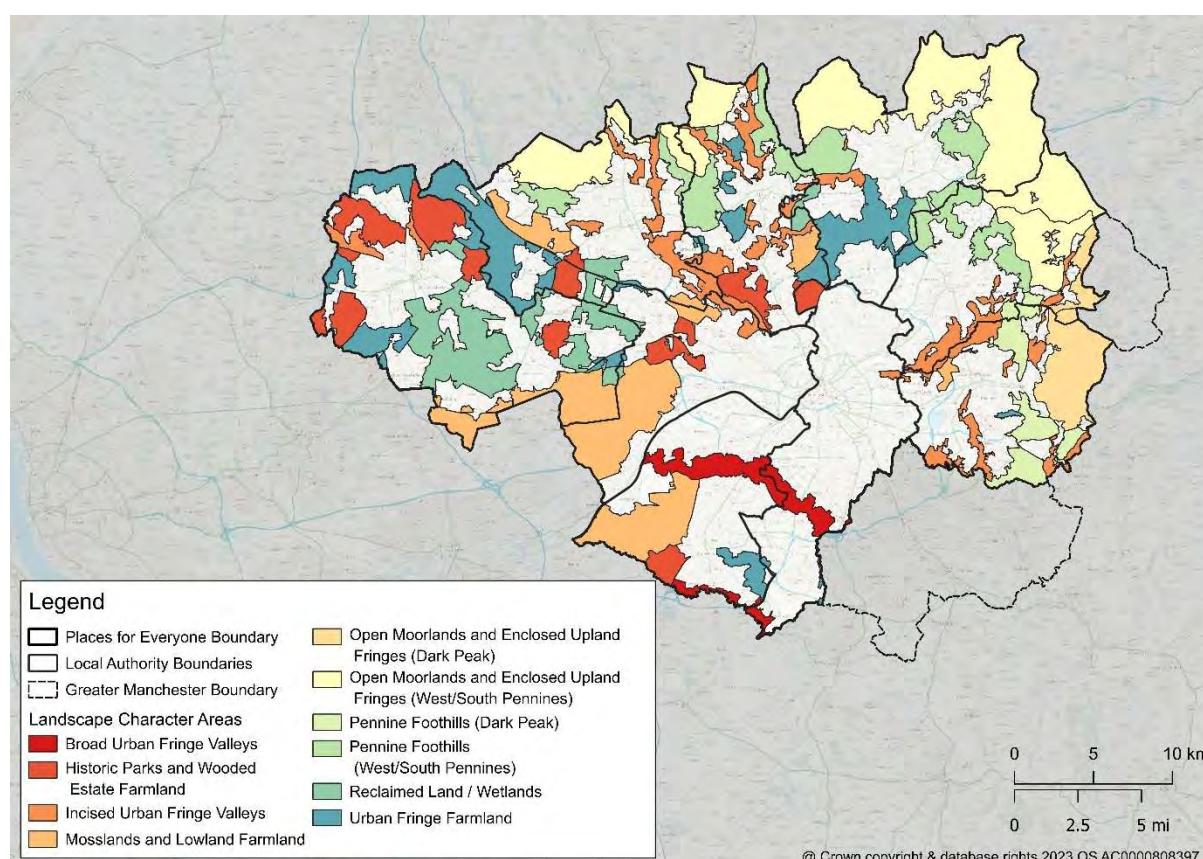 Legend
Places for Everyone Boundary
Local Authority Boundaries
Greater Manchester Boundary
Landscape Character Areas
Broad Urban Fringe Valleys
Historic Parks and Wooded
Estate Farmland
Incised Urban Fringe Valleys
Mosslands and Lowland Farmland
Open Moorlands and Enclosed Upland
Fringes (Dark Peak)
Open Moorlands and Enclosed Upland
Fringes (West/South Pennines)
Pennine Foothills (Dark Peak)
Pennine Foothills
(West/South Pennines)
Reclaimed Land / Wetlands
Urban Fringe Farmland
0 5 10 km
0 2.5 5 mi
@ Crown copyright & database rights 2023 OS AC0000808397